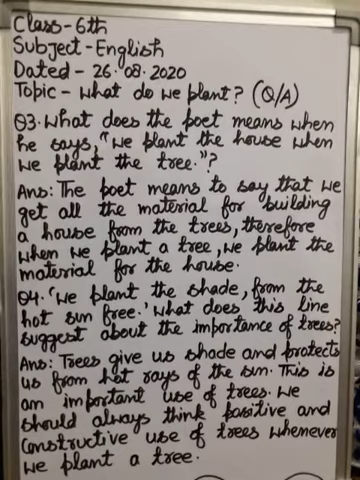 Class-6th
Subject-English
Dated-26.08.2020
Topic-What do we plant? (Q/A)
Q3.What does the poet means when
he says, "we plant the house when
we plant the tree."?
Ans: The poet means to say that we
get all the material for building
a house from the trees, therefore
when we plant a tree, we plant the
material for the house.
Q4. 'We plant the shade, from the
hot sun free.' What does this line
suggest about the importance of trees?
Ans: Trees give us shade and protects
us from hot rays of the sun. This is
an important use of trees. We
should always think positive and
constructive use of trees whenever
we plant a tree.